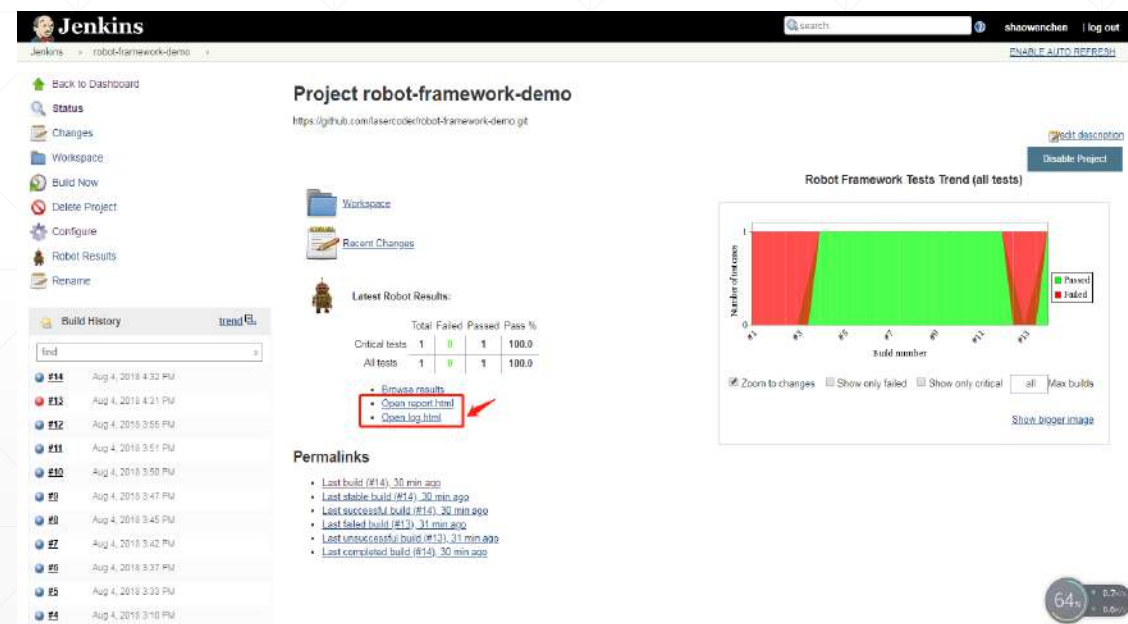 Jenkins
search
shaowenchen
log out
Jenkins
robot-framework-demo
ENABLE AUTO REFRESH
Back to Dashboard
Status
Changes
Workspace
Build Now
Delete Project
Configure
Robot Results
Rename
Build History
trend
find
x
#14 Aug 4, 2018 4:32 PM
#13 Aug 4, 2018 4:31 PM
#12 Aug 4, 2018 3:55 PM
#11 Aug 4, 2018 3:51 PM
#10 Aug 4, 2018 3:50 PM
#9 Aug 4, 2018 3:47 PM
#8 Aug 4, 2018 3:45 PM
#7 Aug 4, 2018 3:42 PM
#6 Aug 4, 2018 3:37 PM
#5 Aug 4, 2018 3:33 PM
#4 Aug 4, 2018 3:10 PM
Project robot-framework-demo
https://github.com/lasercoder/robot-framework-demo.git
edit description
Disable Project
Workspace
Recent Changes
Latest Robot Results:
Total Failed Passed Pass %
Critical tests 1 0 1 100.0
All tests 1 0 1 100.0
Browse results
Open report.html
Open log.html
Permalinks
Last build (#14), 30 min ago
Last stable build (#14), 30 min ago
Last successful build (#14), 30 min ago
Last failed build (#13), 31 min ago
Last unsuccessful build (#13), 31 min ago
Last completed build (#14), 30 min ago
Robot Framework Tests Trend (all tests)
Number of test cases
1
0
#1 #3 #5 #7 #9 #11 #13
Build number
Passed
Failed
Zoom to changes Show only failed Show only critical all Max builds
Show bigger image
64%